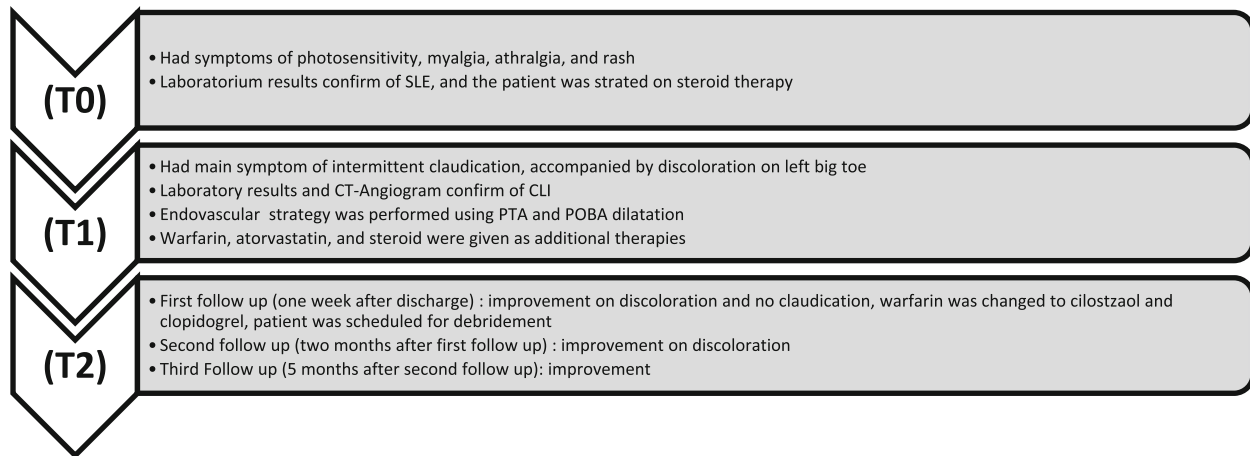 (T0)
• Had symptoms of photosensitivity, myalgia, athralgia, and rash
• Laboratorium results confirm of SLE, and the patient was strated on steroid therapy
(T1)
• Had main symptom of intermittent claudication, accompanied by discoloration on left big toe
• Laboratory results and CT-Angiogram confirm of CLI
• Endovascular strategy was performed using PTA and POBA dilatation
• Warfarin, atorvastatin, and steroid were given as additional therapies
(T2)
• First follow up (one week after discharge) : improvement on discoloration and no claudication, warfarin was changed to cilostzaol and
clopidogrel, patient was scheduled for debridement
• Second follow up (two months after first follow up) : improvement on discoloration
• Third Follow up (5 months after second follow up): improvement